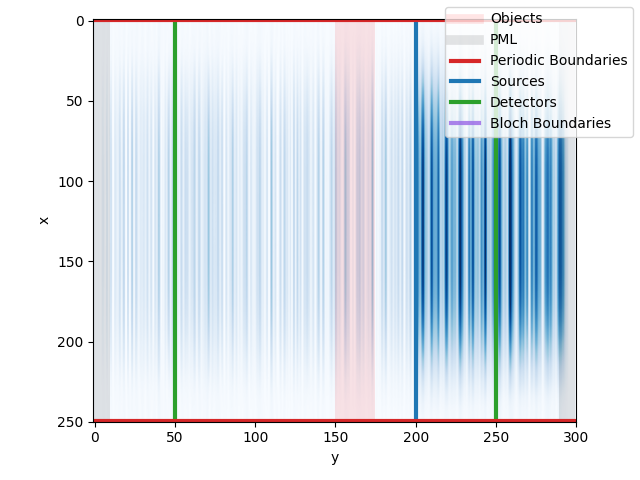 Objects
PML
Periodic Boundaries
Sources
Detectors
Bloch Boundaries
0
50
100
150
200
250
x
0 50 100 150 200 250 300
y